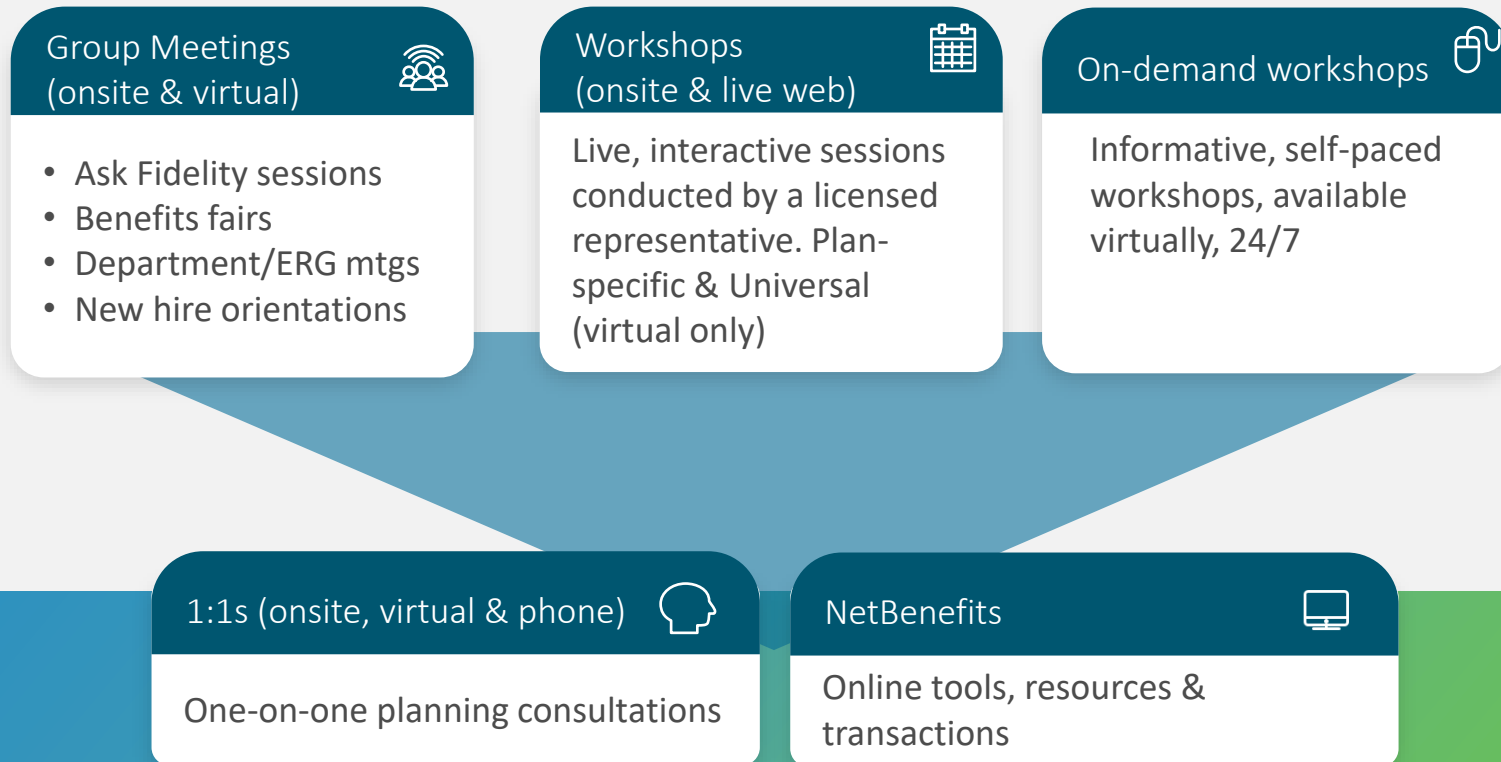 Group Meetings
(onsite & virtual)
• Ask Fidelity sessions
• Benefits fairs
• Department/ERG mtgs
• New hire orientations
Workshops
(onsite & live web)
Live, interactive sessions
conducted by a licensed
representative. Plan-
specific & Universal
(virtual only)
On-demand workshops
Informative, self-paced
workshops, available
virtually, 24/7
1:1s (onsite, virtual & phone)
One-on-one planning consultations
NetBenefits
Online tools, resources &
transactions